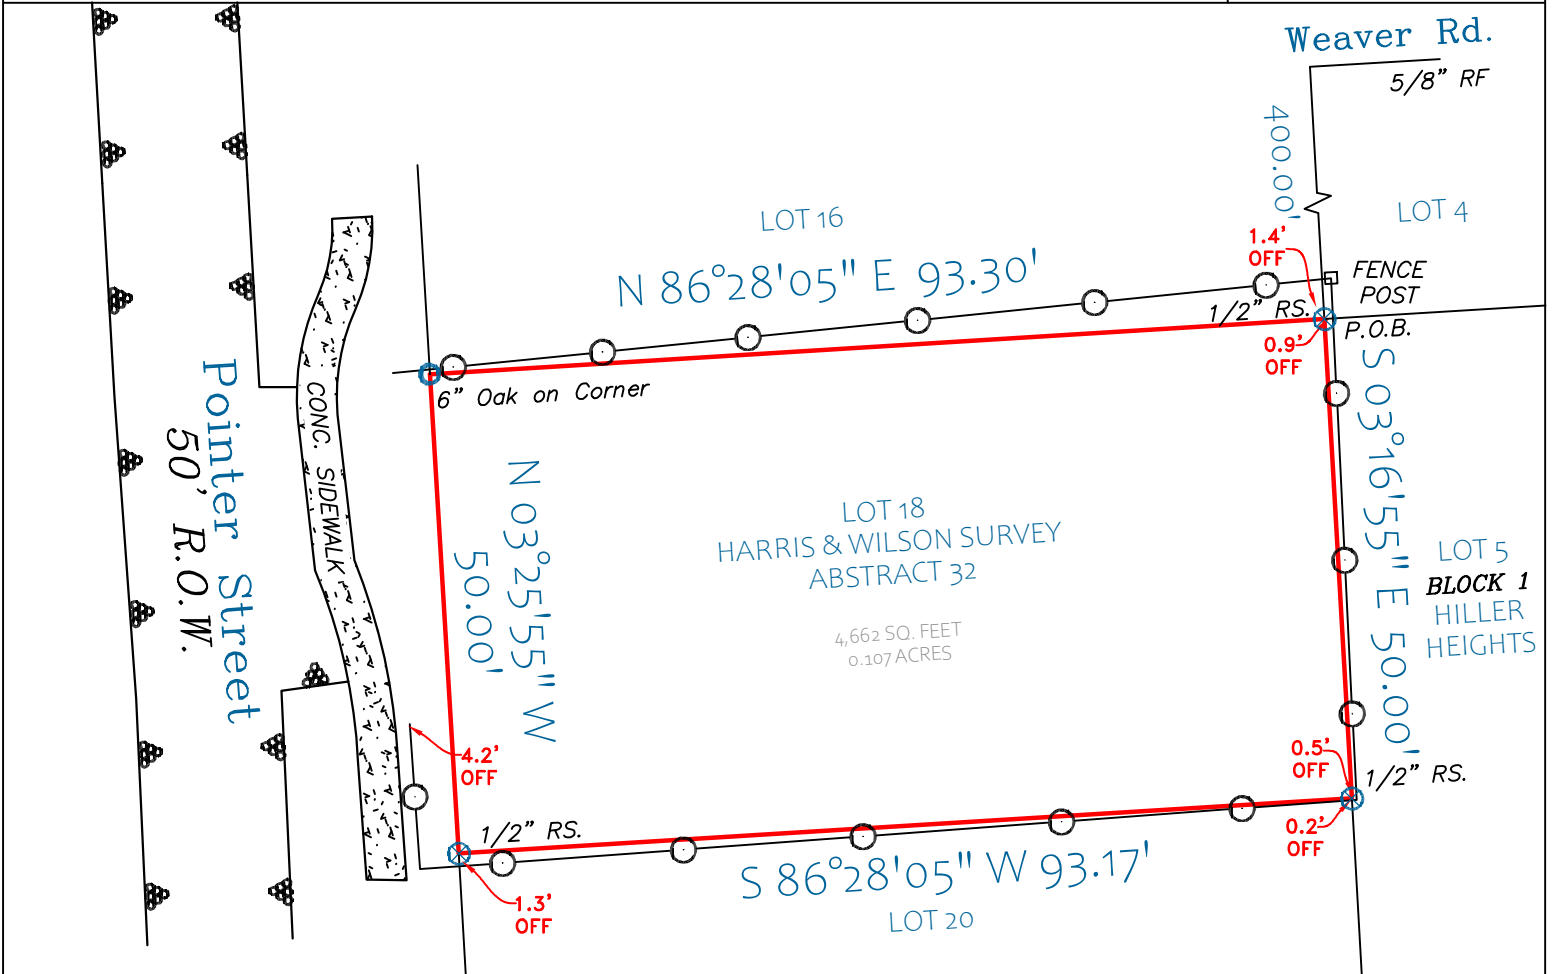 Weaver Rd.
5/8" RF
400.00'
LOT 4
LOT 16
N 86°28'05" E 93.30'
1.4'
OFF
FENCE
POST
1/2" RS.
P.O.B.
0.9'
OFF
6" Oak on Corner
Pointer Street
50' R.O.W.
CONC. SIDEWALK
N 03°25'55" W
50.00'
LOT 18
HARRIS & WILSON SURVEY
ABSTRACT 32
4,662 SQ. FEET
0.107 ACRES
S 03°16'55" E 50.00'
LOT 5
BLOCK 1
HILLER
HEIGHTS
4.2'
OFF
0.5'
OFF
1/2" RS.
1/2" RS.
0.2'
OFF
S 86°28'05" W 93.17'
1.3'
OFF
LOT 20